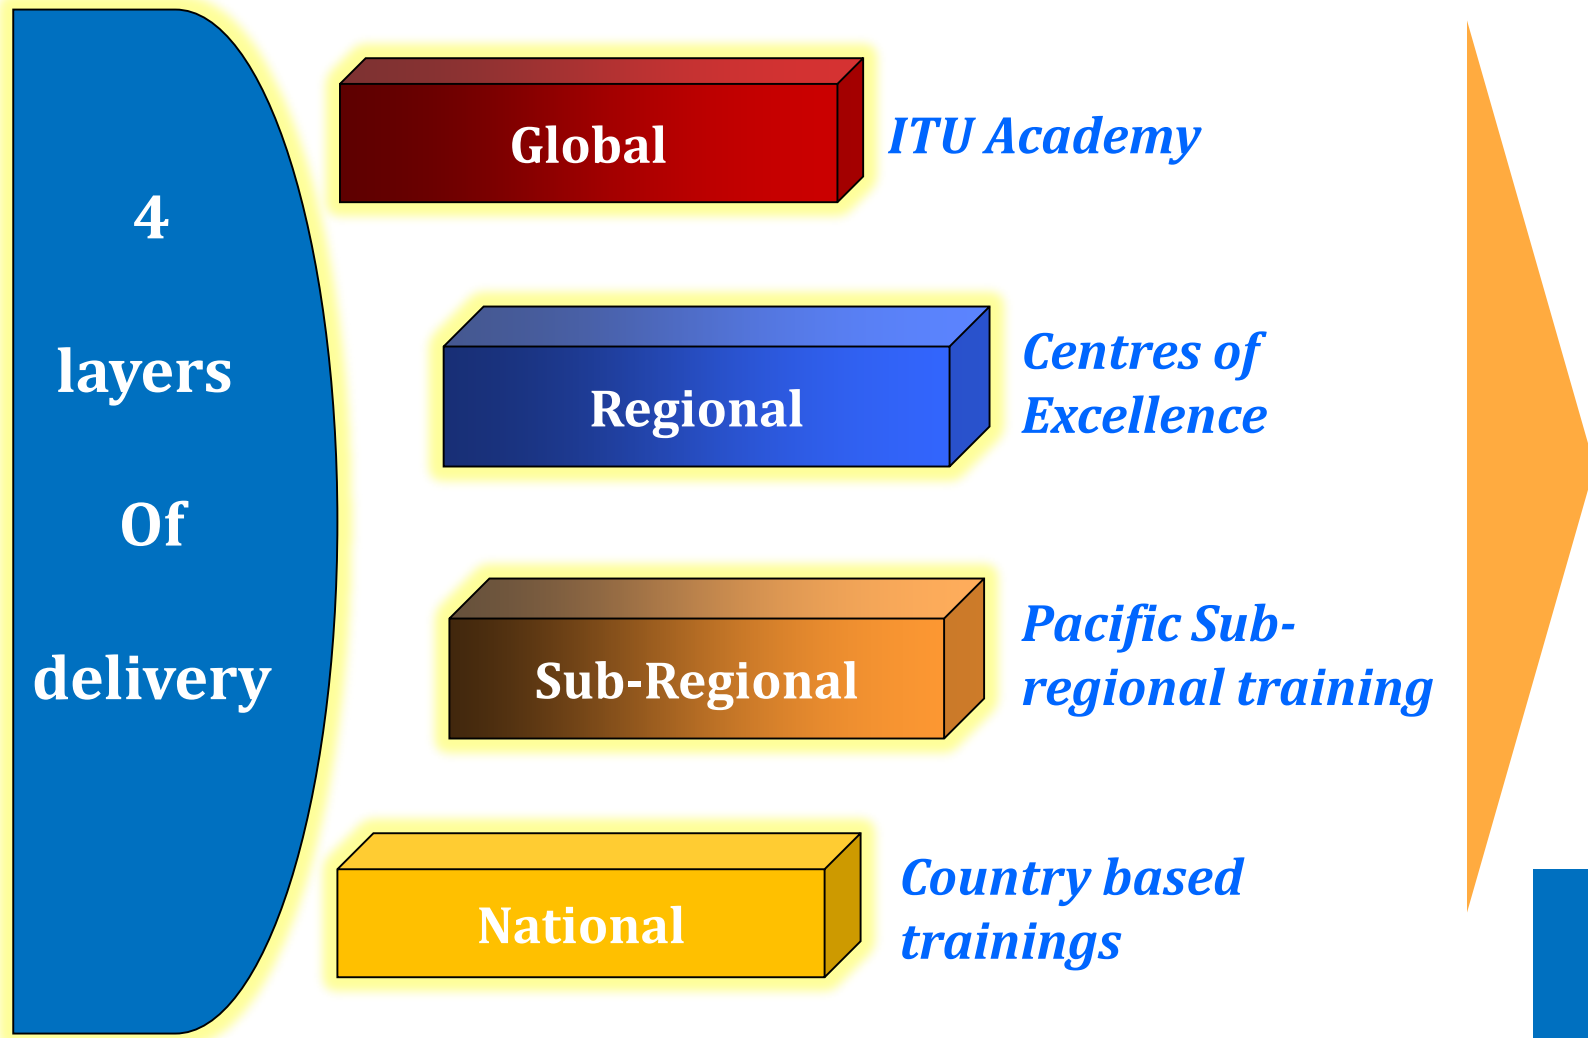 4
layers
Of
delivery
Global
ITU Academy
Regional
Centres of
Excellence
Sub-Regional
Pacific Sub-
regional training
National
Country based
trainings